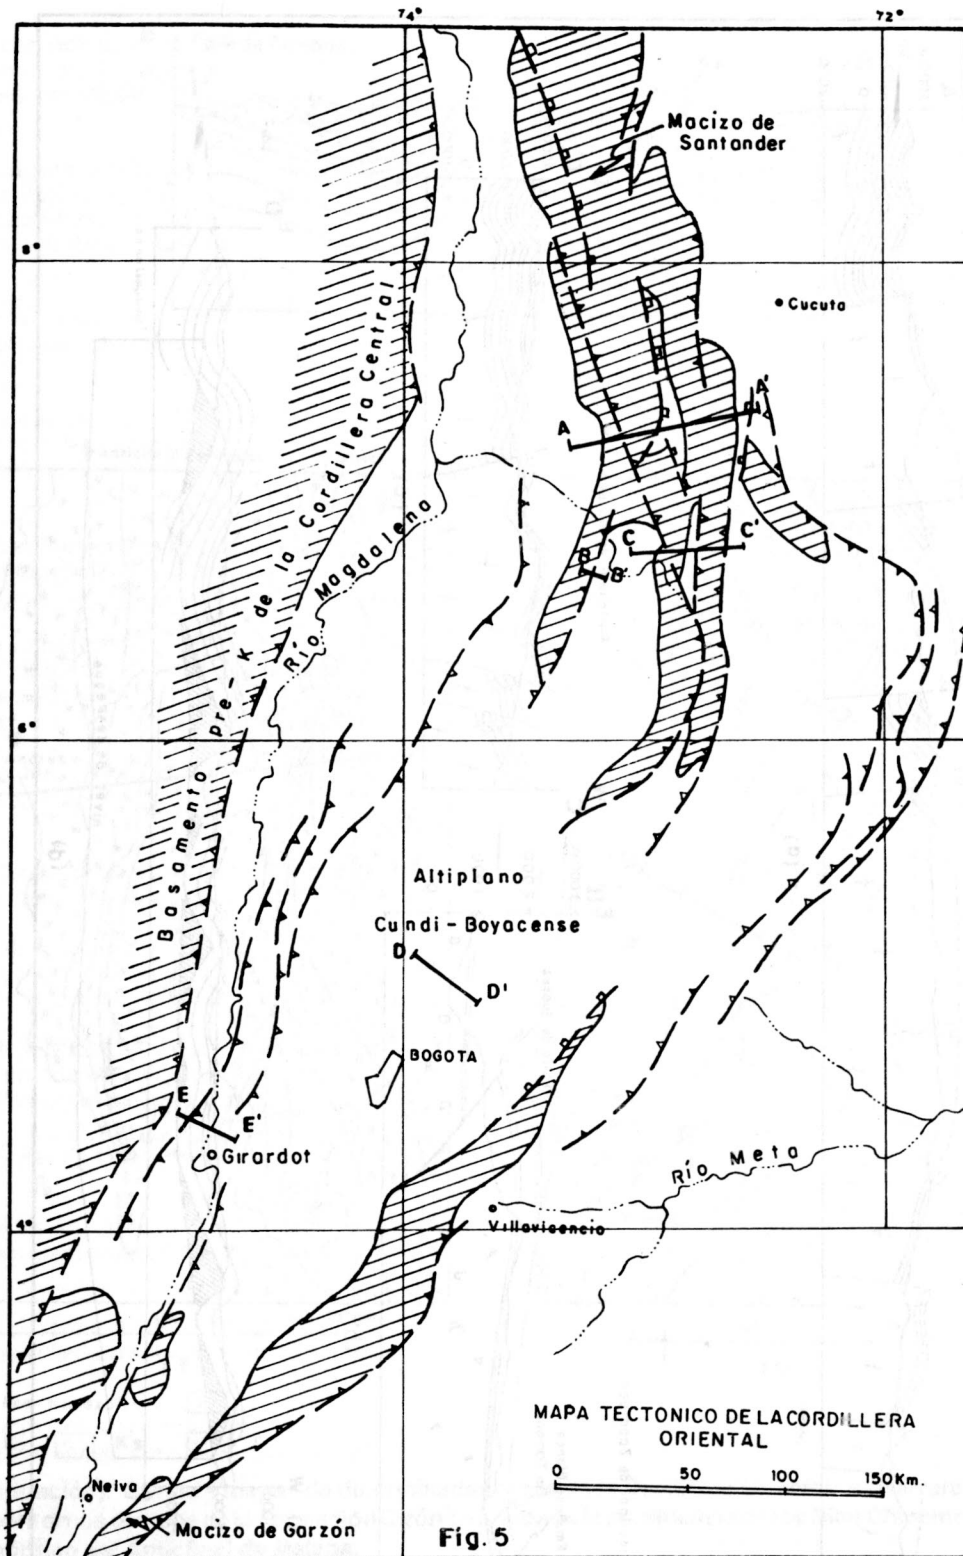 74°
72°
Macizo de
Santander
8°
Cucuta
A
A'
Basamento pre-K de la Cordillera Central
Río Magdalena
C
C'
B
B'
6°
Altiplano
Cundi-Boyacense
D
D'
BOGOTA
E
E'
Girardot
Río Meta
Villavicencio
4°
MAPA TECTONICO DE LA CORDILLERA
ORIENTAL
0 50 100 150 Km.
Neiva
Macizo de Garzón
Fig. 5